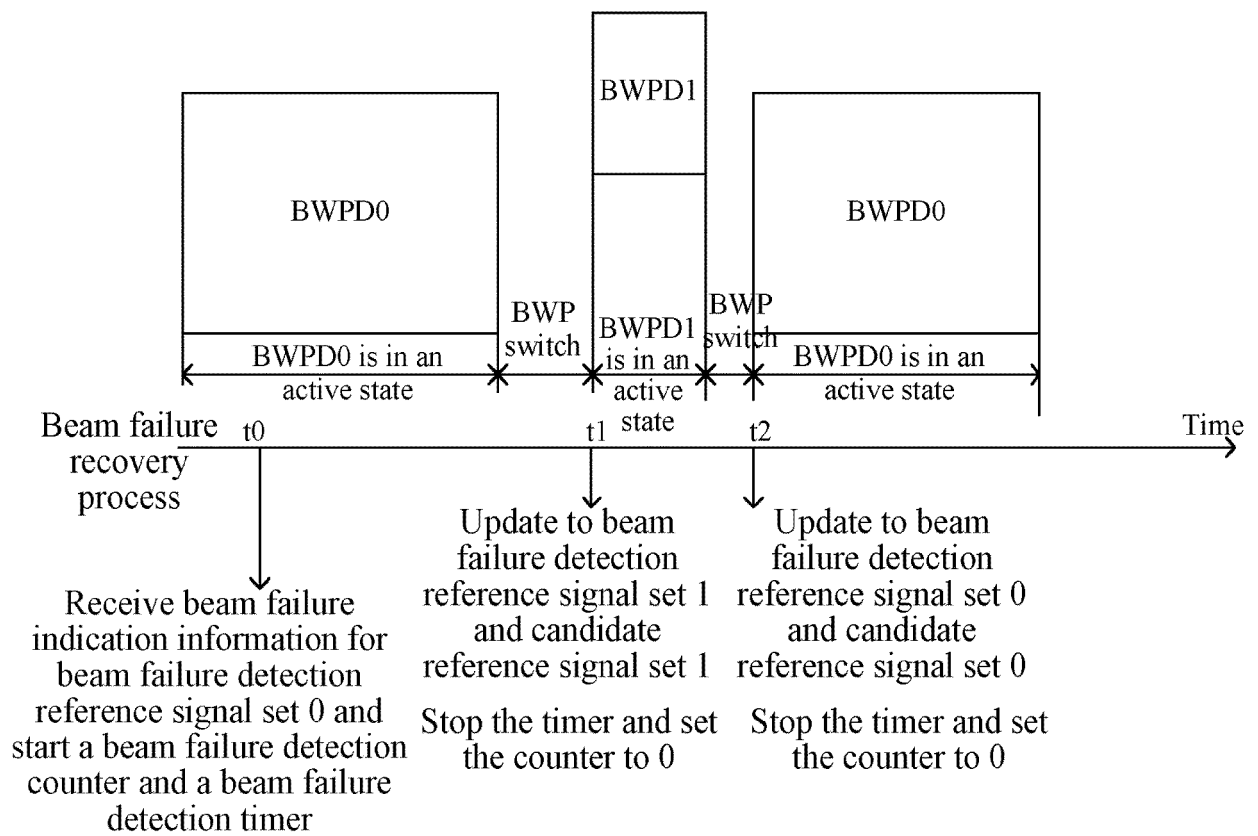 BWPD0
BWPD1
BWPD0
BWP
switch
BWPD1
is in an
active
state
BWP
switch
BWPD0 is in an
active state
BWPD0 is in an
active state
Beam failure
recovery
process
t0
t1
t2
Time
Receive beam failure
indication information for
beam failure detection
reference signal set 0 and
start a beam failure detection
counter and a beam failure
detection timer
Update to beam
failure detection
reference signal set 1
and candidate
reference signal set 1
Stop the timer and set
the counter to 0
Update to beam
failure detection
reference signal set 0
and candidate
reference signal set 0
Stop the timer and set
the counter to 0